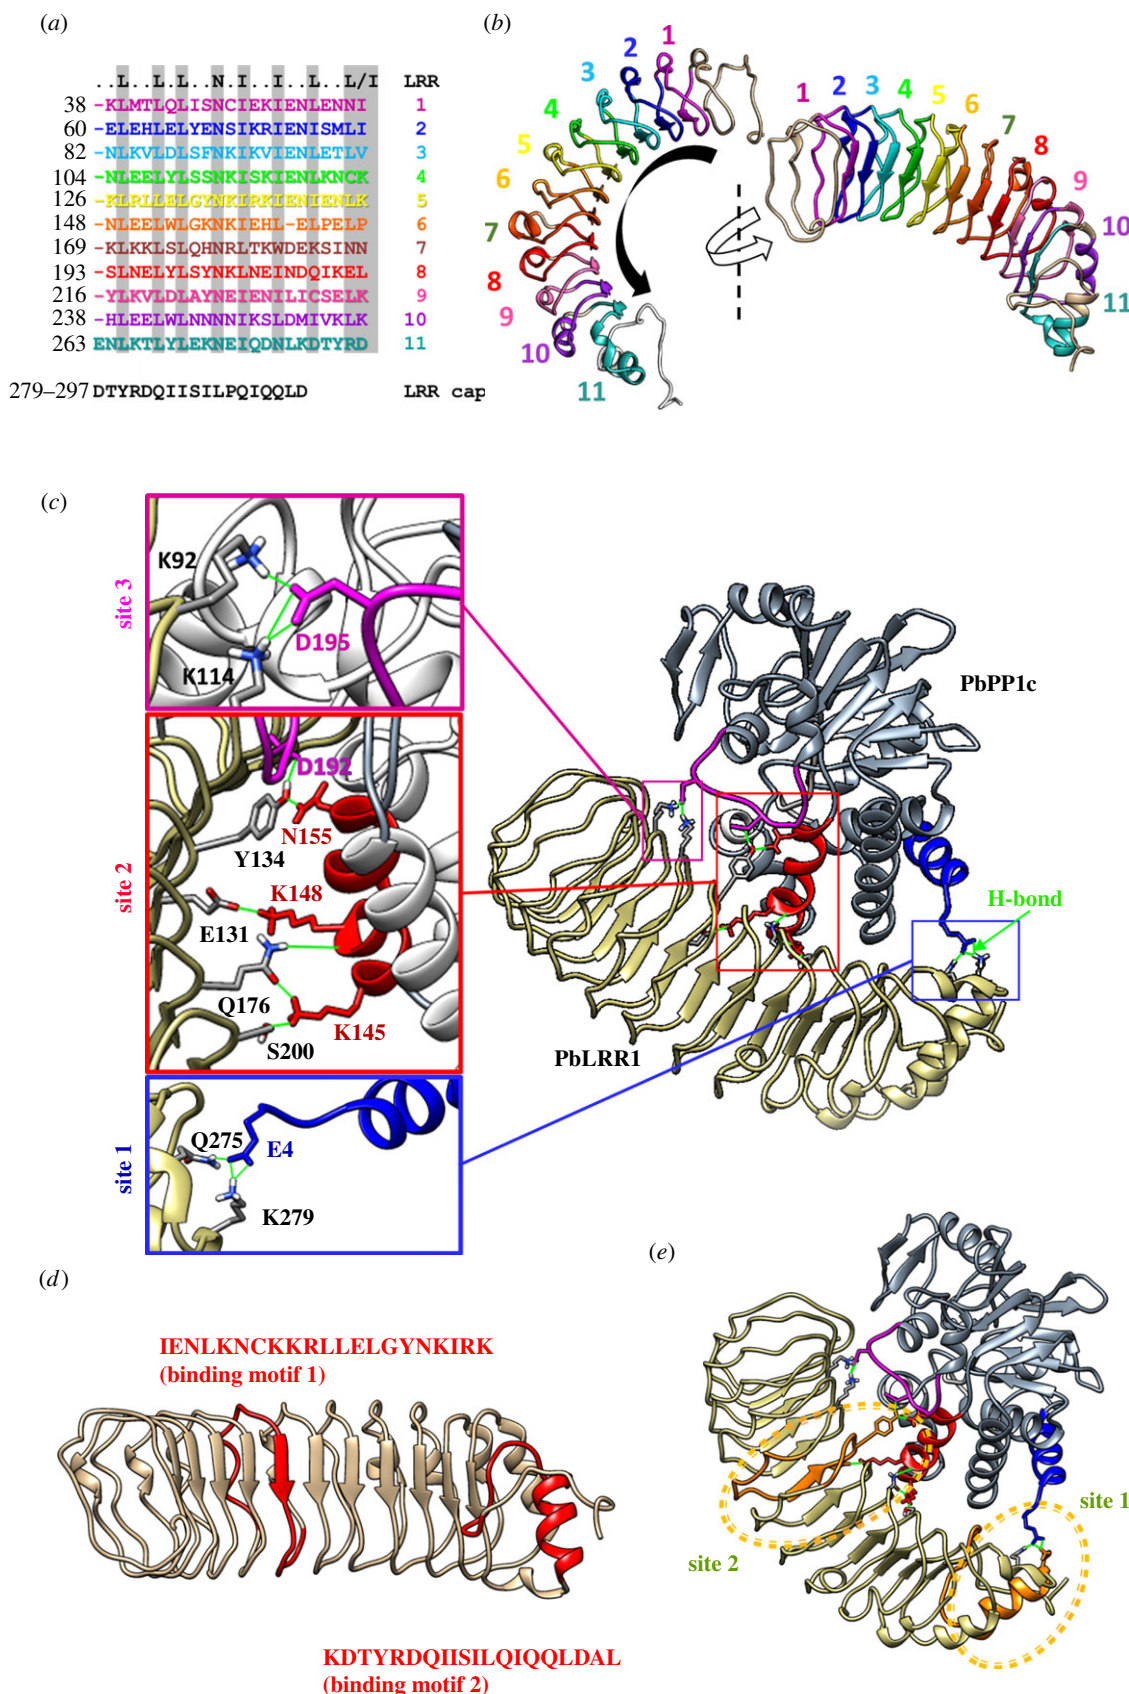 (a)
..L..L.L..N.I..I..L..L/I LRR
38 -KLMTLQLISNCIEKIENLENNI 1
60 -ELEHLELYENSIKRIENISMLI 2
82 -NLKVLDLSFNKIKVIENLETLV 3
104 -NLEELYLSSNKISKIENLKNCK 4
126 -KLRLLELGYNKIRKIENIENLK 5
148 -NLEELWLGKNKIEHL-ELPELP 6
169 -KLKKLSLQHNRLTKWDEKSINN 7
193 -SLNELYLSYNKLNEINDQIKEL 8
216 -YLKVLDLAYNEIENILICSELK 9
238 -HLEELWLNNNNIKSLDMIVKLK 10
263 ENLKTLYLEKNEIQDNLKDTYRD 11
279–297 DTYRDQIISILPQIQQLD LRR cap
(b)
1
2
3
4
5
6
7
8
9
10
11
1
2
3
4
5
6
7
8
9
10
11
(c)
site 3
K92
D195
K114
site 2
D192
N155
Y134
K148
E131
Q176
K145
S200
site 1
Q275
E4
K279
PbPP1c
H-bond
PbLRR1
(d)
IENLKNCKKRLLELGYNKIRK
(binding motif 1)
KDTYRDQIISILQIQQLDAL
(binding motif 2)
(e)
site 1
site 2